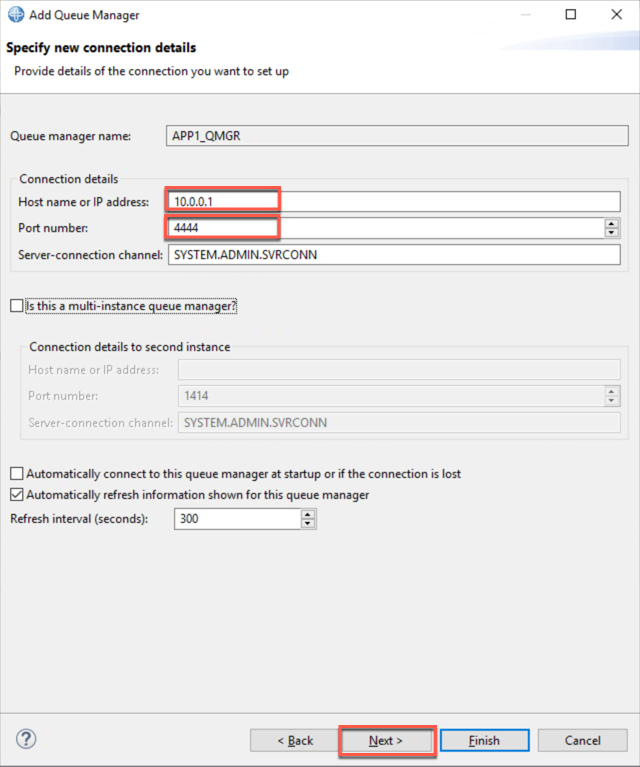 Add Queue Manager
Specify new connection details
Provide details of the connection you want to set up
Queue manager name: APP1_QMGR
Connection details
Host name or IP address: 10.0.0.1
Port number: 4444
Server-connection channel: SYSTEM.ADMIN.SVRCONN
Is this a multi-instance queue manager?
Connection details to second instance
Host name or IP address:
Port number: 1414
Server-connection channel: SYSTEM.ADMIN.SVRCONN
Automatically connect to this queue manager at startup or if the connection is lost
Automatically refresh information shown for this queue manager
Refresh interval (seconds): 300
? < Back Next > Finish Cancel